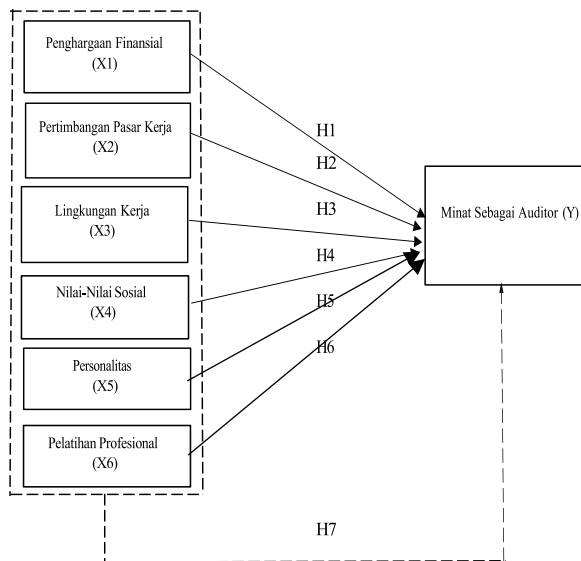 Penghargaan Finansial
(X1)
Pertimbangan Pasar Kerja
(X2)
Lingkungan Kerja
(X3)
Nilai-Nilai Sosial
(X4)
Personalitas
(X5)
Pelatihan Profesional
(X6)
H1
H2
H3
H4
H5
H6
H7
Minat Sebagai Auditor (Y)